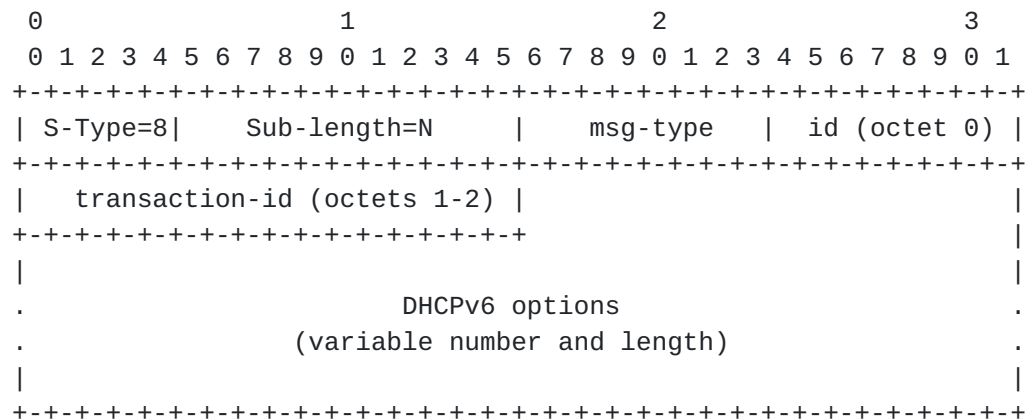 0                   1                   2                   3
 0 1 2 3 4 5 6 7 8 9 0 1 2 3 4 5 6 7 8 9 0 1 2 3 4 5 6 7 8 9 0 1
+-+-+-+-+-+-+-+-+-+-+-+-+-+-+-+-+-+-+-+-+-+-+-+-+-+-+-+-+-+-+-+-+
| S-Type=8|    Sub-length=N     |    msg-type   |  id (octet 0) |
+-+-+-+-+-+-+-+-+-+-+-+-+-+-+-+-+-+-+-+-+-+-+-+-+-+-+-+-+-+-+-+-+
|   transaction-id (octets 1-2) |                               |
+-+-+-+-+-+-+-+-+-+-+-+-+-+-+-+-+                               |
|                                                               |
.                        DHCPv6 options                         .
.                 (variable number and length)                  .
|                                                               |
+-+-+-+-+-+-+-+-+-+-+-+-+-+-+-+-+-+-+-+-+-+-+-+-+-+-+-+-+-+-+-+-+